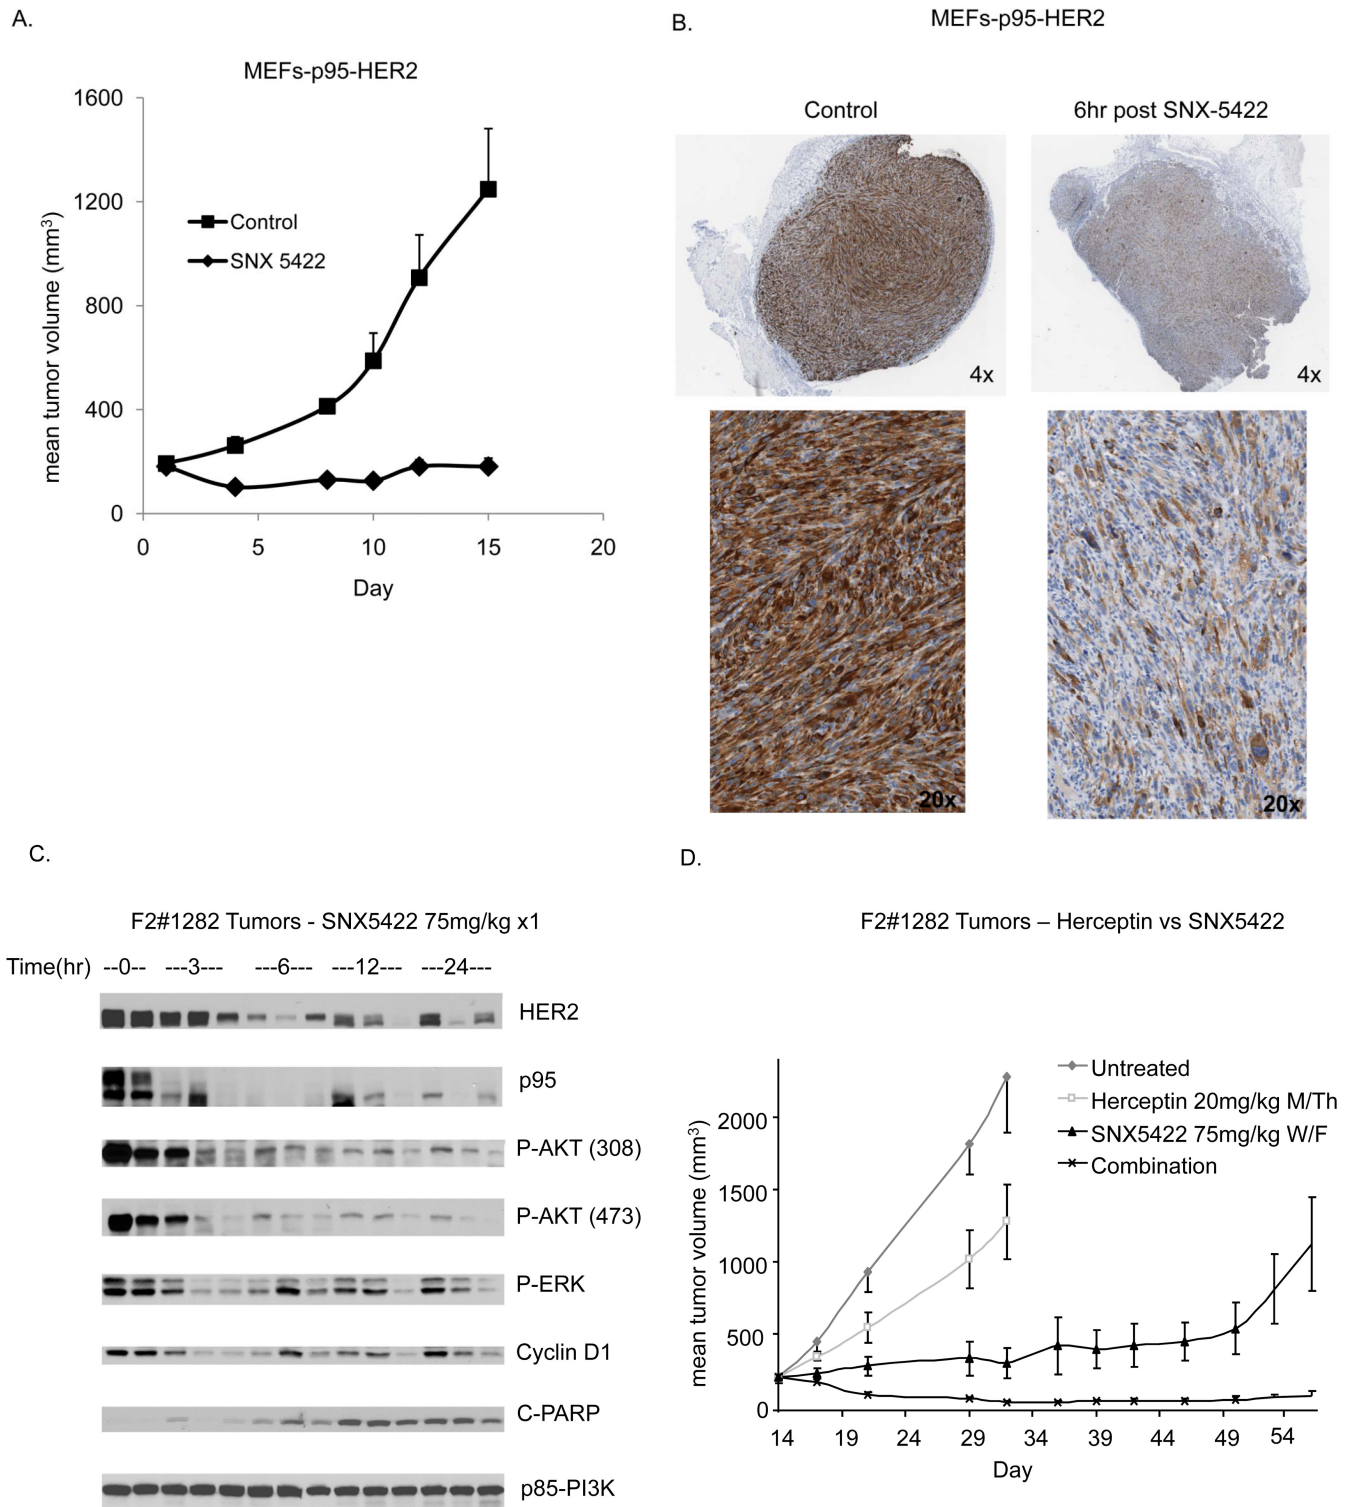 A.
MEFs-p95-HER2
1600
1200
800
400
0
0 5 10 15 20
mean tumor volume (mm³)
Day
Control
SNX 5422
B.
MEFs-p95-HER2
Control
6hr post SNX-5422
4x
4x
20x
20x
C.
F2#1282 Tumors - SNX5422 75mg/kg x1
Time(hr) --0-- ---3--- ---6--- ---12--- ---24---
HER2
p95
P-AKT (308)
P-AKT (473)
P-ERK
Cyclin D1
C-PARP
p85-PI3K
D.
F2#1282 Tumors – Herceptin vs SNX5422
Untreated
Herceptin 20mg/kg M/Th
SNX5422 75mg/kg W/F
Combination
mean tumor volume (mm³)
2000
1500
1000
500
0
14 19 24 29 34 39 44 49 54
Day